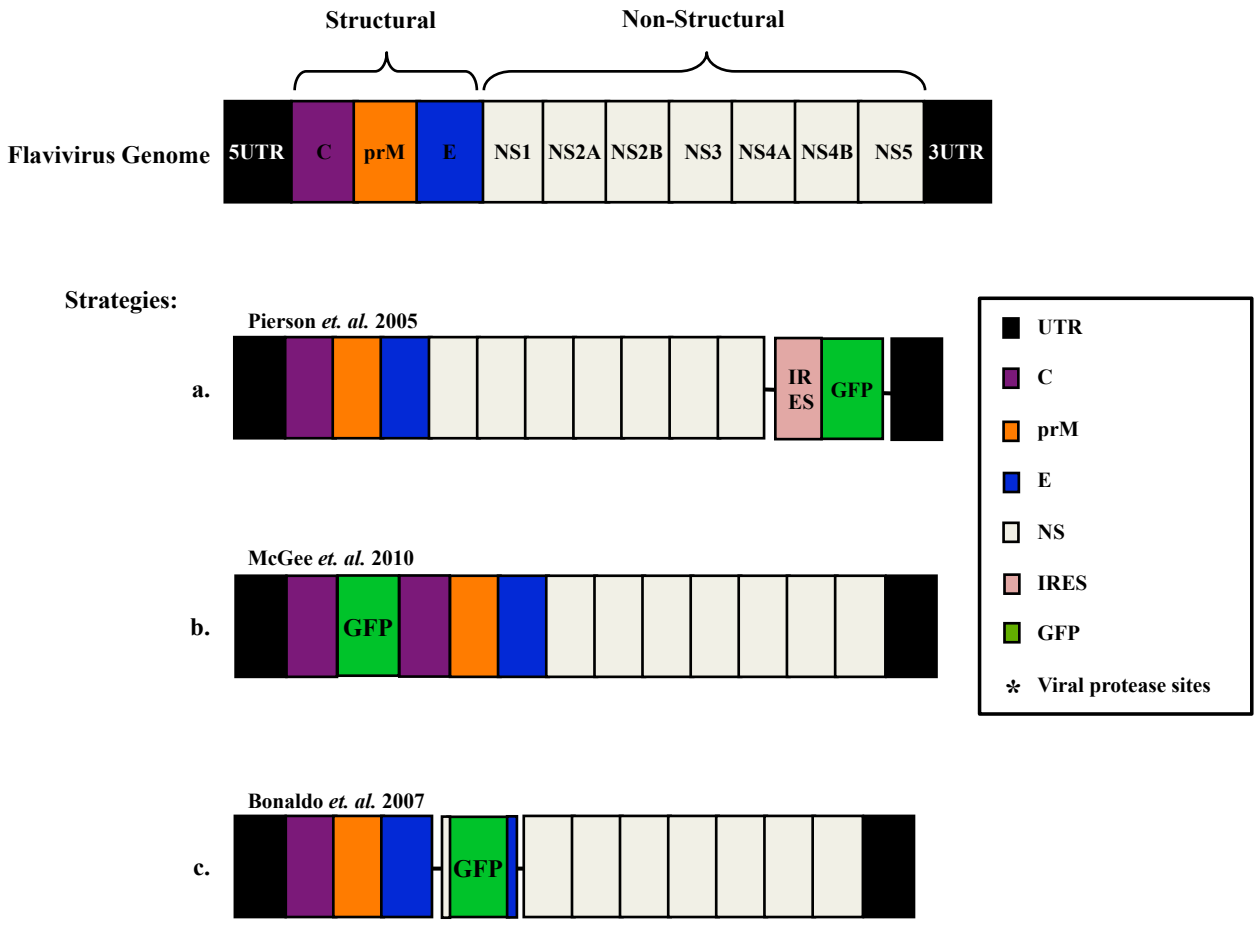 Structural
Non-Structural
Flavivirus Genome
5UTR
C
prM
E
NS1
NS2A
NS2B
NS3
NS4A
NS4B
NS5
3UTR
Strategies:
Pierson et. al. 2005
a.
IR
ES
GFP
McGee et. al. 2010
b.
GFP
Bonaldo et. al. 2007
c.
GFP
UTR
C
prM
E
NS
IRES
GFP
* Viral protease sites